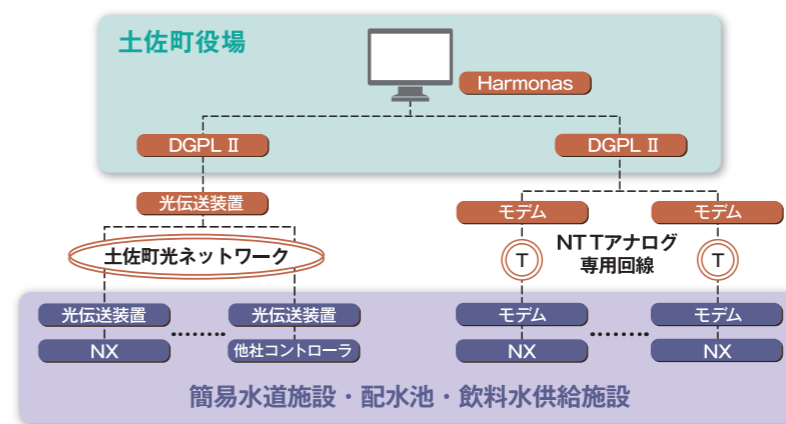 土佐町役場
Harmonas
DGPL II
DGPL II
光伝送装置
モデム
モデム
土佐町光ネットワーク
T
NTTアナログ
専用回線
T
光伝送装置
光伝送装置
モデム
モデム
NX
他社コントローラ
NX
NX
簡易水道施設・配水池・飲料水供給施設